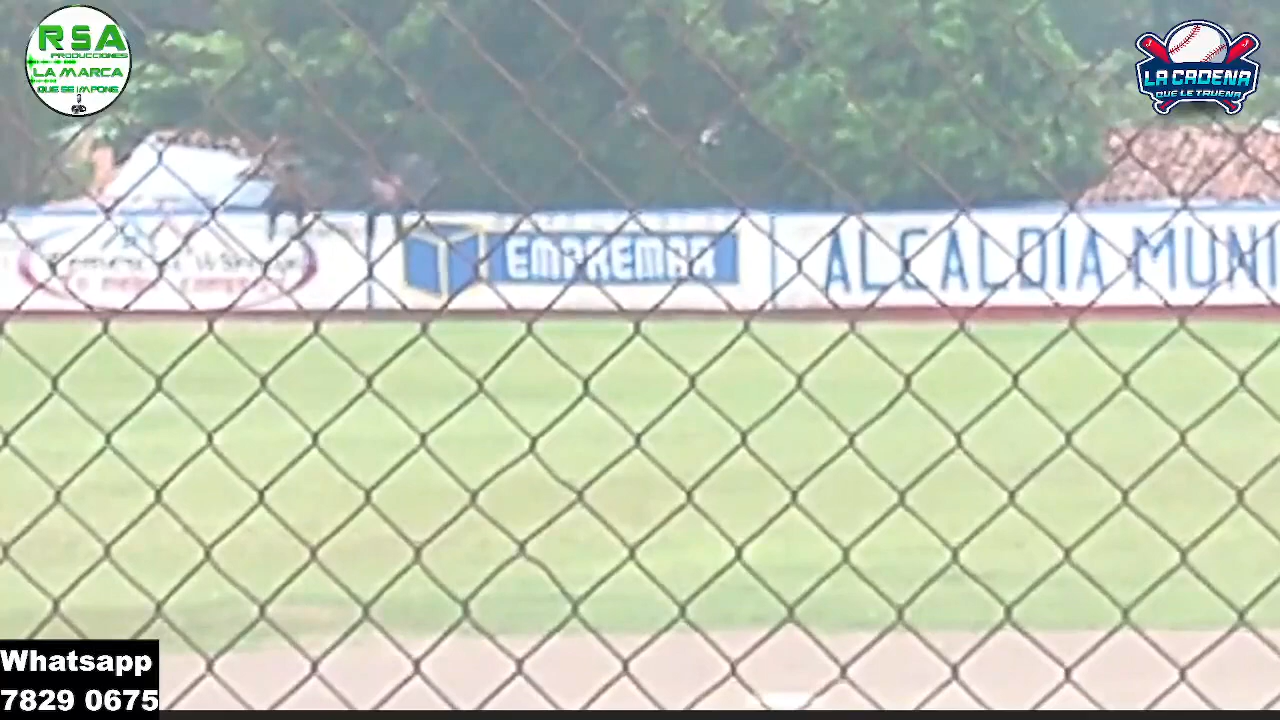 RSA
PRODUCCIONES
LA MARCA
QUE SE IMPONE
LA CADENA
QUE LE TRUENA
EMPREMAR
ALCALDIA MUNI
Whatsapp
7829 0675